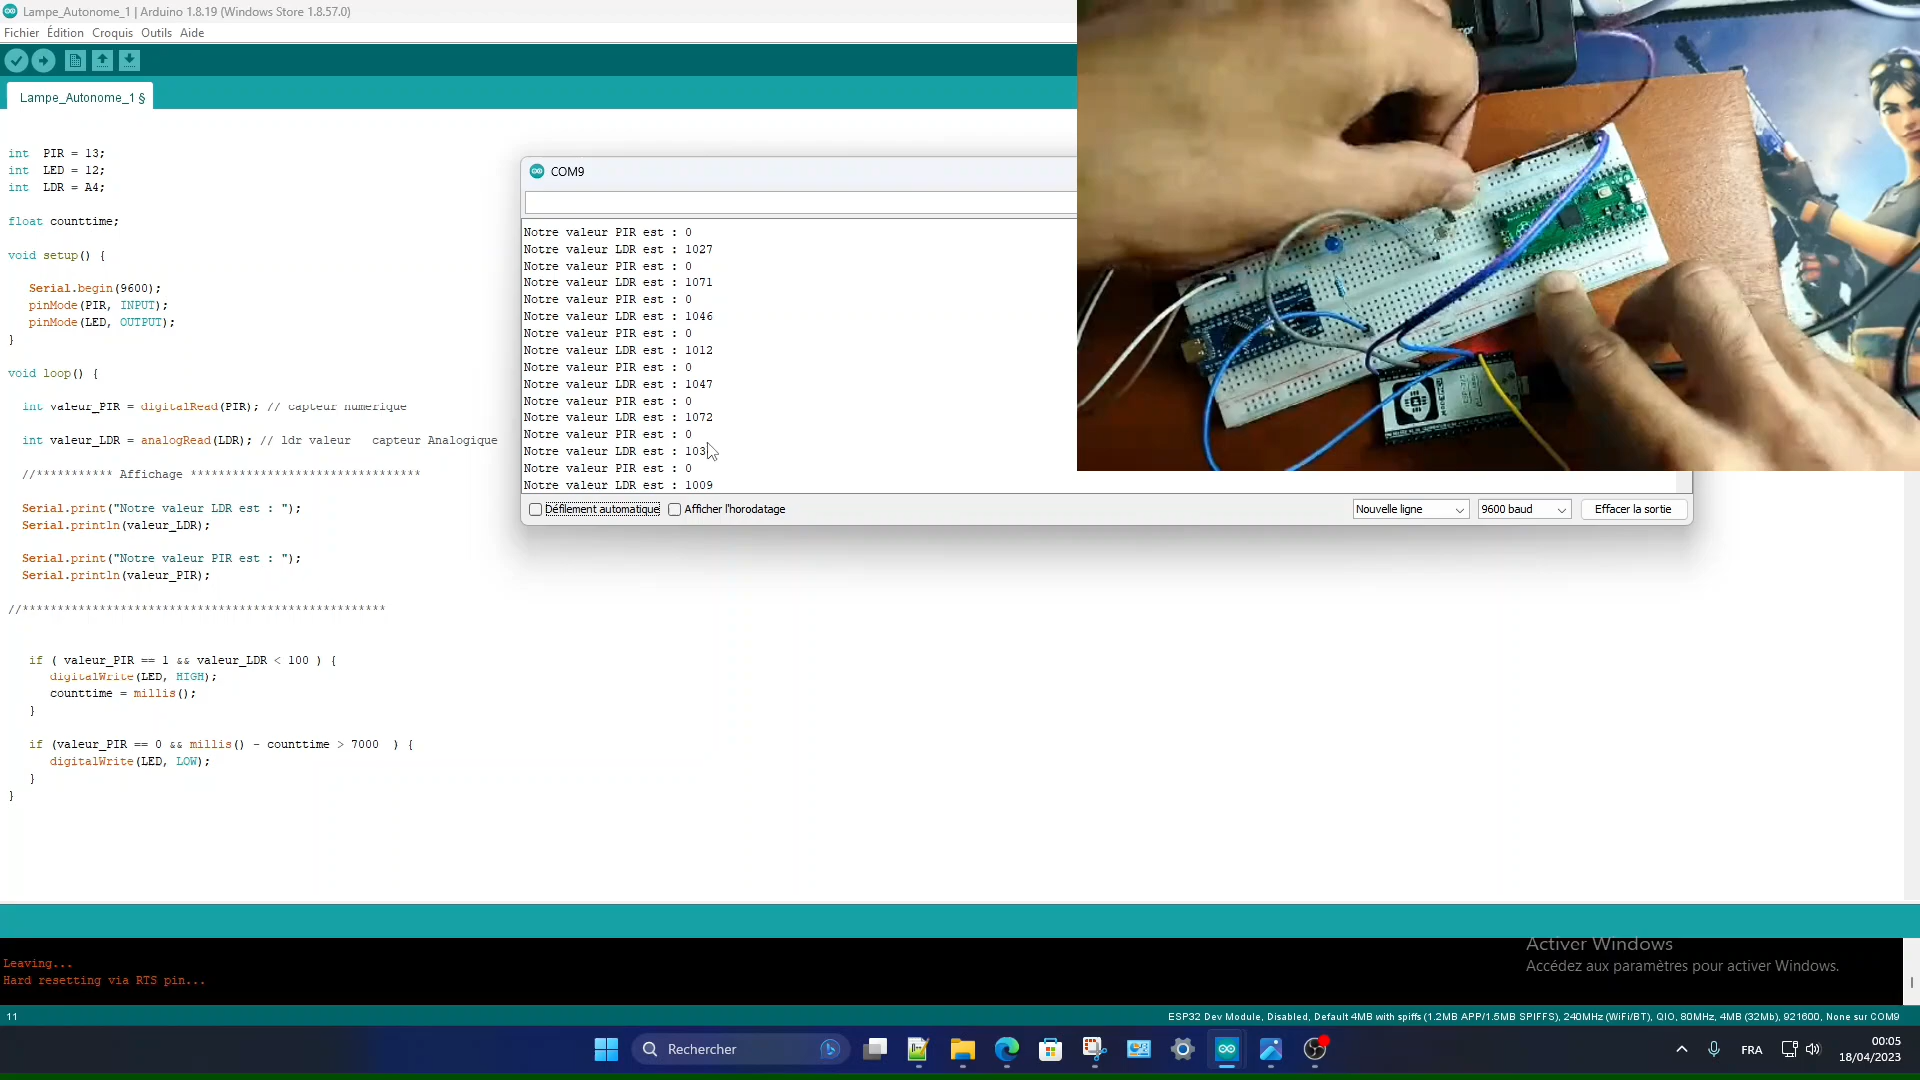 Lampe_Autonome_1 | Arduino 1.8.19 (Windows Store 1.8.57.0)
Fichier Édition Croquis Outils Aide
Lampe_Autonome_1 §
int  PIR = 13;
int  LED = 12;
int  LDR = A4;
float counttime;
void setup() {
Serial.begin(9600);
pinMode(PIR, INPUT);
pinMode(LED, OUTPUT);
}
void loop() {
int valeur_PIR = digitalRead(PIR); // capteur numerique
int valeur_LDR = analogRead(LDR); // ldr valeur   capteur Analogique
//*********** Affichage *********************************
Serial.print("Notre valeur LDR est : ");
Serial.println(valeur_LDR);
Serial.print("Notre valeur PIR est : ");
Serial.println(valeur_PIR);
//****************************************************
if ( valeur_PIR == 1 && valeur_LDR < 100 ) {
digitalWrite(LED, HIGH);
counttime = millis();
}
if (valeur_PIR == 0 && millis() - counttime > 7000  ) {
digitalWrite(LED, LOW);
}
}
COM9
Notre valeur PIR est : 0
Notre valeur LDR est : 1027
Notre valeur PIR est : 0
Notre valeur LDR est : 1071
Notre valeur PIR est : 0
Notre valeur LDR est : 1046
Notre valeur PIR est : 0
Notre valeur LDR est : 1012
Notre valeur PIR est : 0
Notre valeur LDR est : 1047
Notre valeur PIR est : 0
Notre valeur LDR est : 1072
Notre valeur PIR est : 0
Notre valeur LDR est :
Notre valeur PIR est : 0
Notre valeur LDR est : 1009
Défilement automatique Afficher l'horodatage
Nouvelle ligne 9600 baud Effacer la sortie
Activer Windows
Accédez aux paramètres pour activer Windows.
Leaving...
Hard resetting via RTS pin...
11
ESP32 Dev Module, Disabled, Default 4MB with spiffs (1.2MB APP/1.5MB SPIFFS), 240MHz (WiFi/BT), QIO, 80MHz, 4MB (32Mb), 921600, None sur COM9
Rechercher
FRA
00:05
18/04/2023